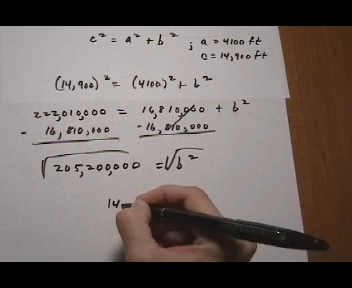 c² = a² + b² ; a = 4100 ft
c = 14,900 ft
(14,900)² = (4100)² + b²
222,010,000 = 16,810,000 + b²
- 16,810,000 -16,810,000
√205,200,000 = √b²
14